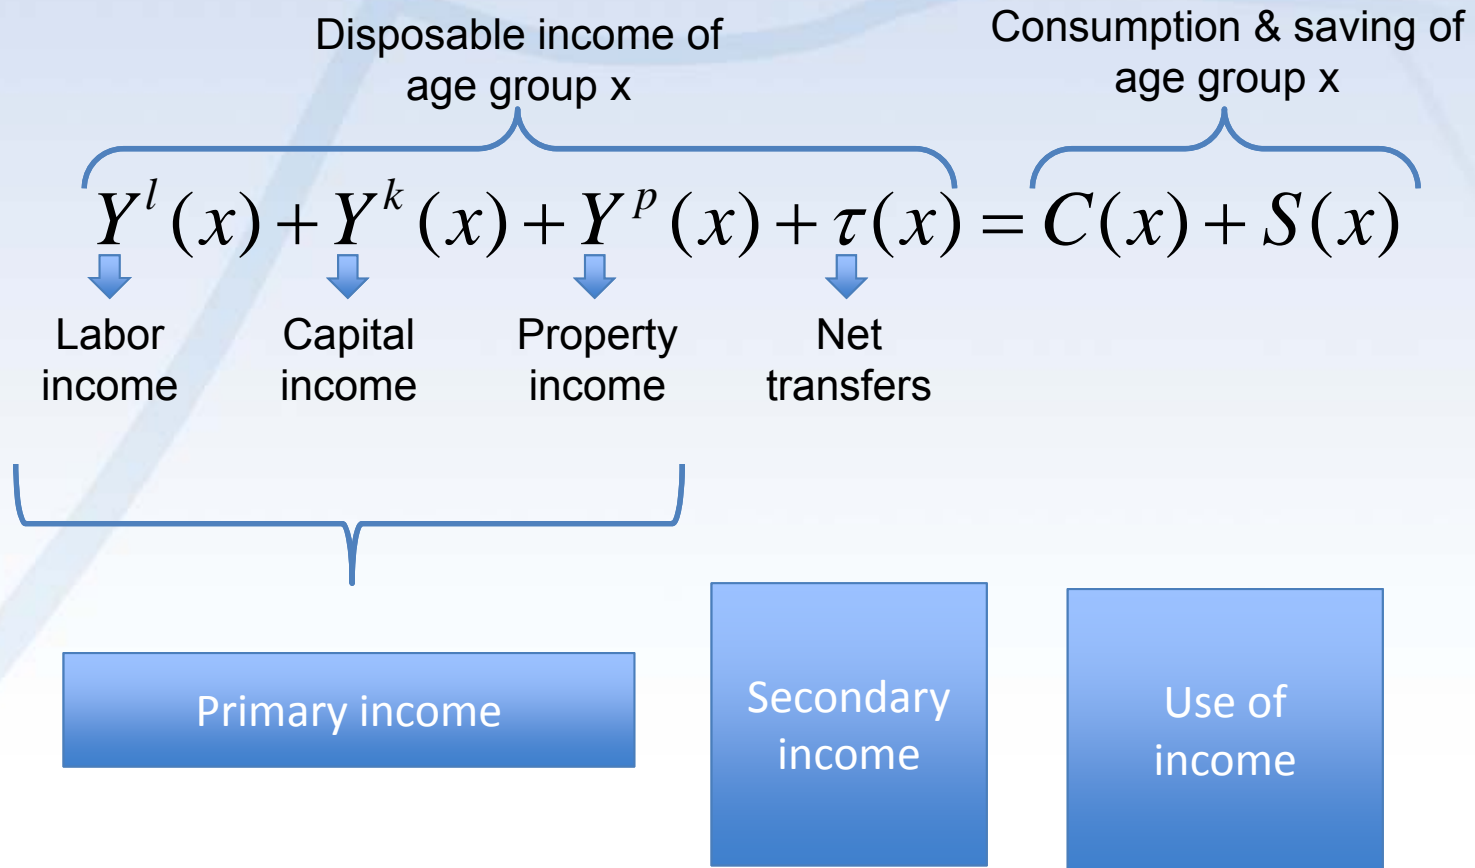 Disposable income of
age group x
Consumption & saving of
age group x
Y^l(x) + Y^k(x) + Y^p(x) + τ(x) = C(x) + S(x)
Labor
income
Capital
income
Property
income
Net
transfers
Primary income
Secondary
income
Use of
income